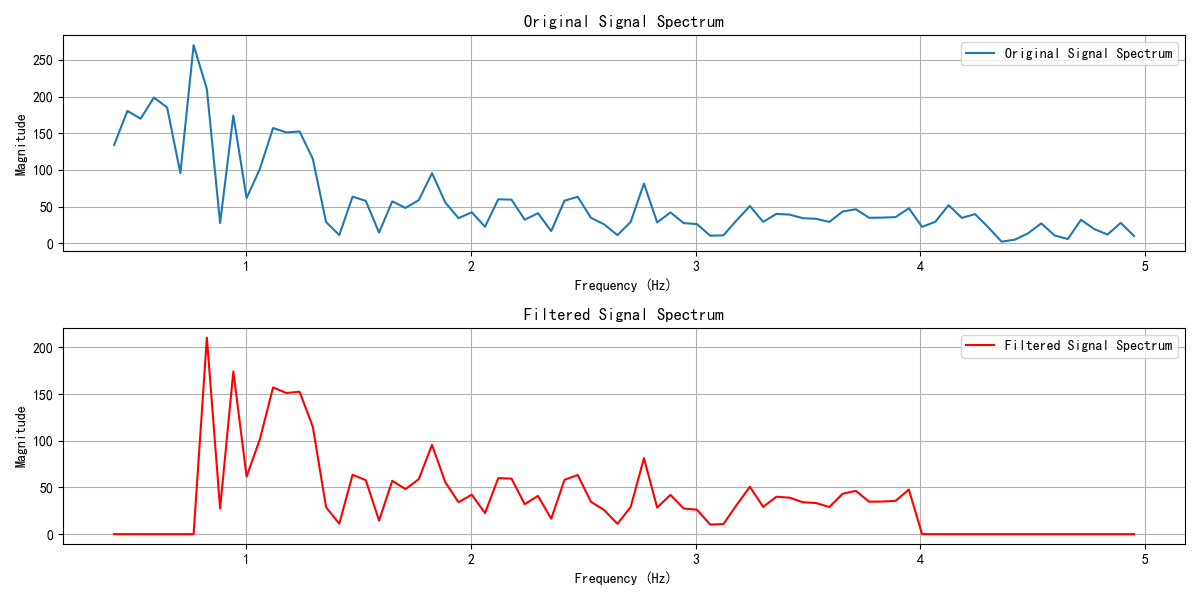 Original Signal Spectrum
Original Signal Spectrum
Magnitude
250
200
150
100
50
0
1
2
3
4
5
Frequency (Hz)
Filtered Signal Spectrum
Filtered Signal Spectrum
Magnitude
200
150
100
50
0
1
2
3
4
5
Frequency (Hz)